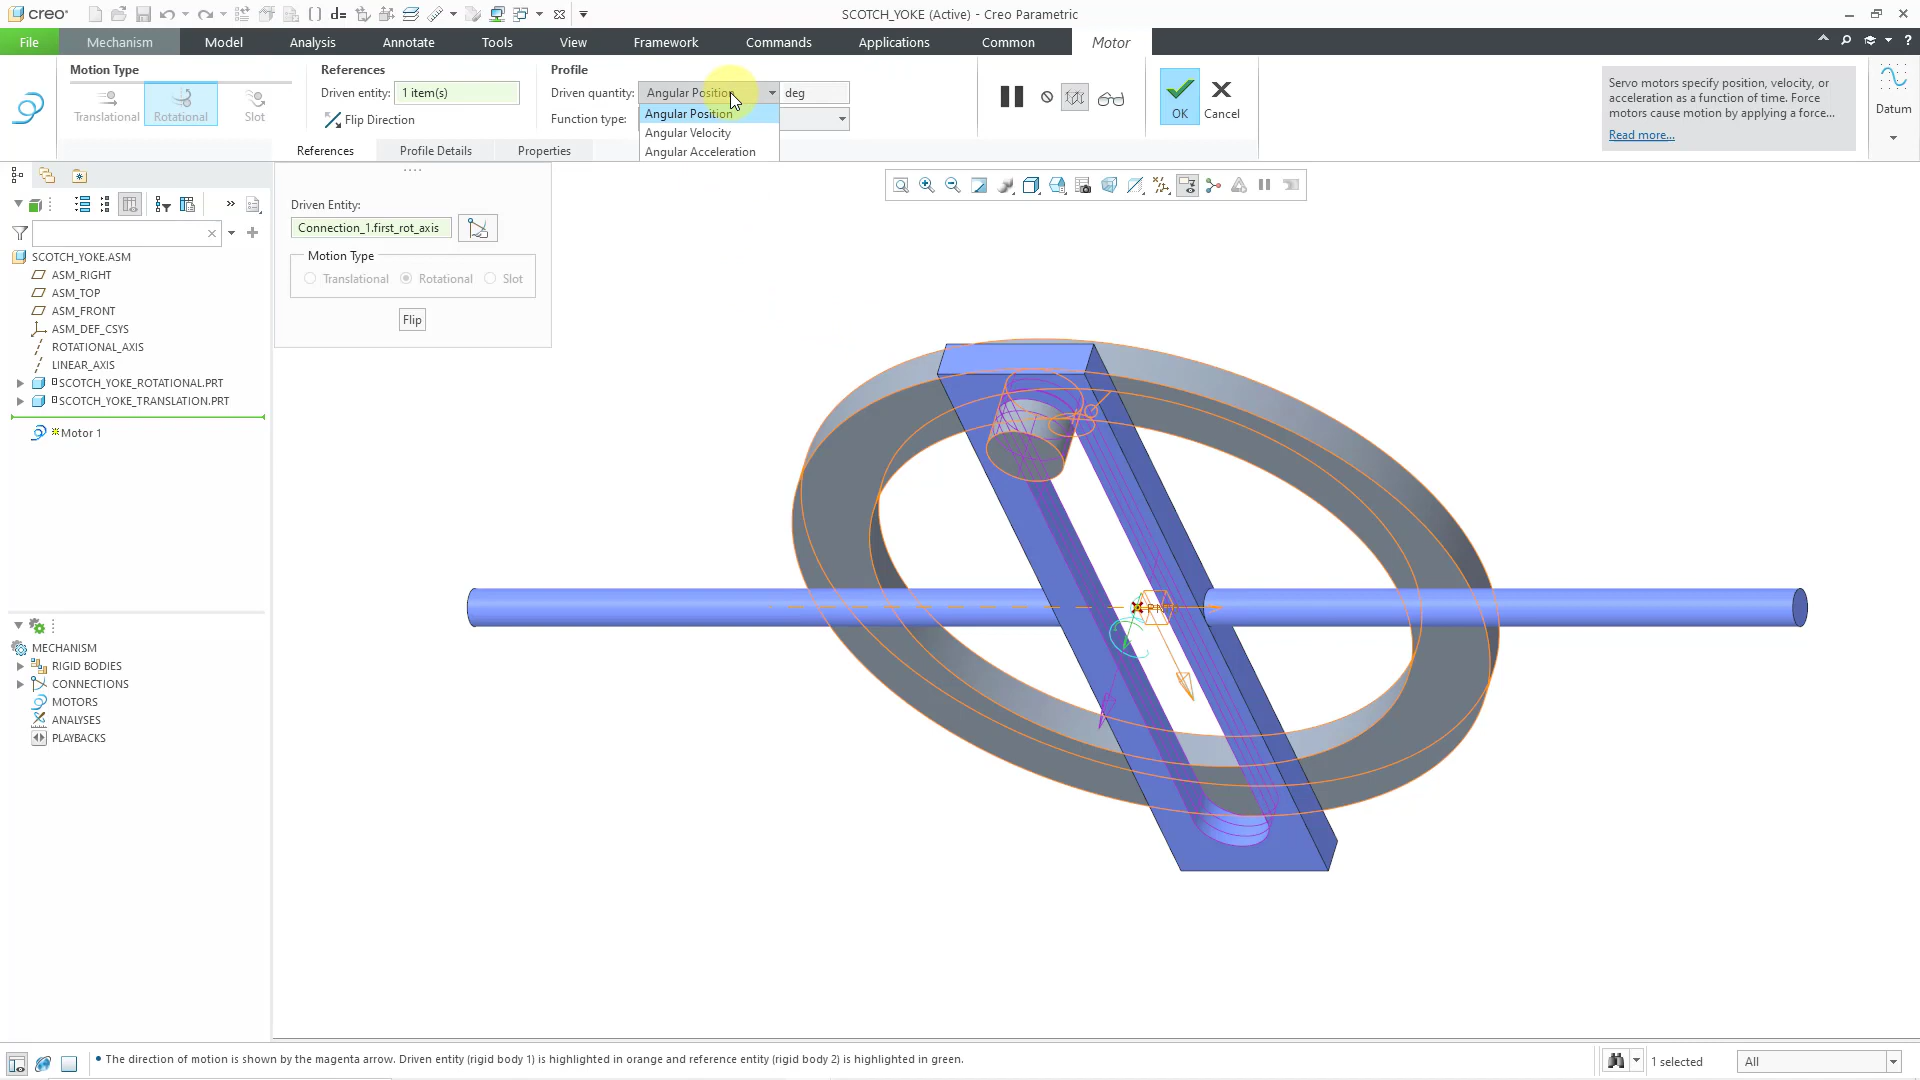 creo®
SCOTCH_YOKE (Active) - Creo Parametric
File
Mechanism
Model
Analysis
Annotate
Tools
View
Framework
Commands
Applications
Common
Motor
Motion Type
Translational
Rotational
Slot
References
Driven entity:
1 item(s)
Flip Direction
Profile
Driven quantity:
Angular Position
deg
Function type:
Angular Position
Angular Velocity
Angular Acceleration
OK
Cancel
Servo motors specify position, velocity, or
acceleration as a function of time. Force
motors cause motion by applying a force...
Read more...
Datum
References
Profile Details
Properties
Driven Entity:
Connection_1.first_rot_axis
Motion Type
Translational
Rotational
Slot
Flip
SCOTCH_YOKE.ASM
ASM_RIGHT
ASM_TOP
ASM_FRONT
ASM_DEF_CSYS
ROTATIONAL_AXIS
LINEAR_AXIS
SCOTCH_YOKE_ROTATIONAL.PRT
SCOTCH_YOKE_TRANSLATION.PRT
Motor 1
MECHANISM
RIGID BODIES
CONNECTIONS
MOTORS
ANALYSES
PLAYBACKS
• The direction of motion is shown by the magenta arrow. Driven entity (rigid body 1) is highlighted in orange and reference entity (rigid body 2) is highlighted in green.
1 selected
All